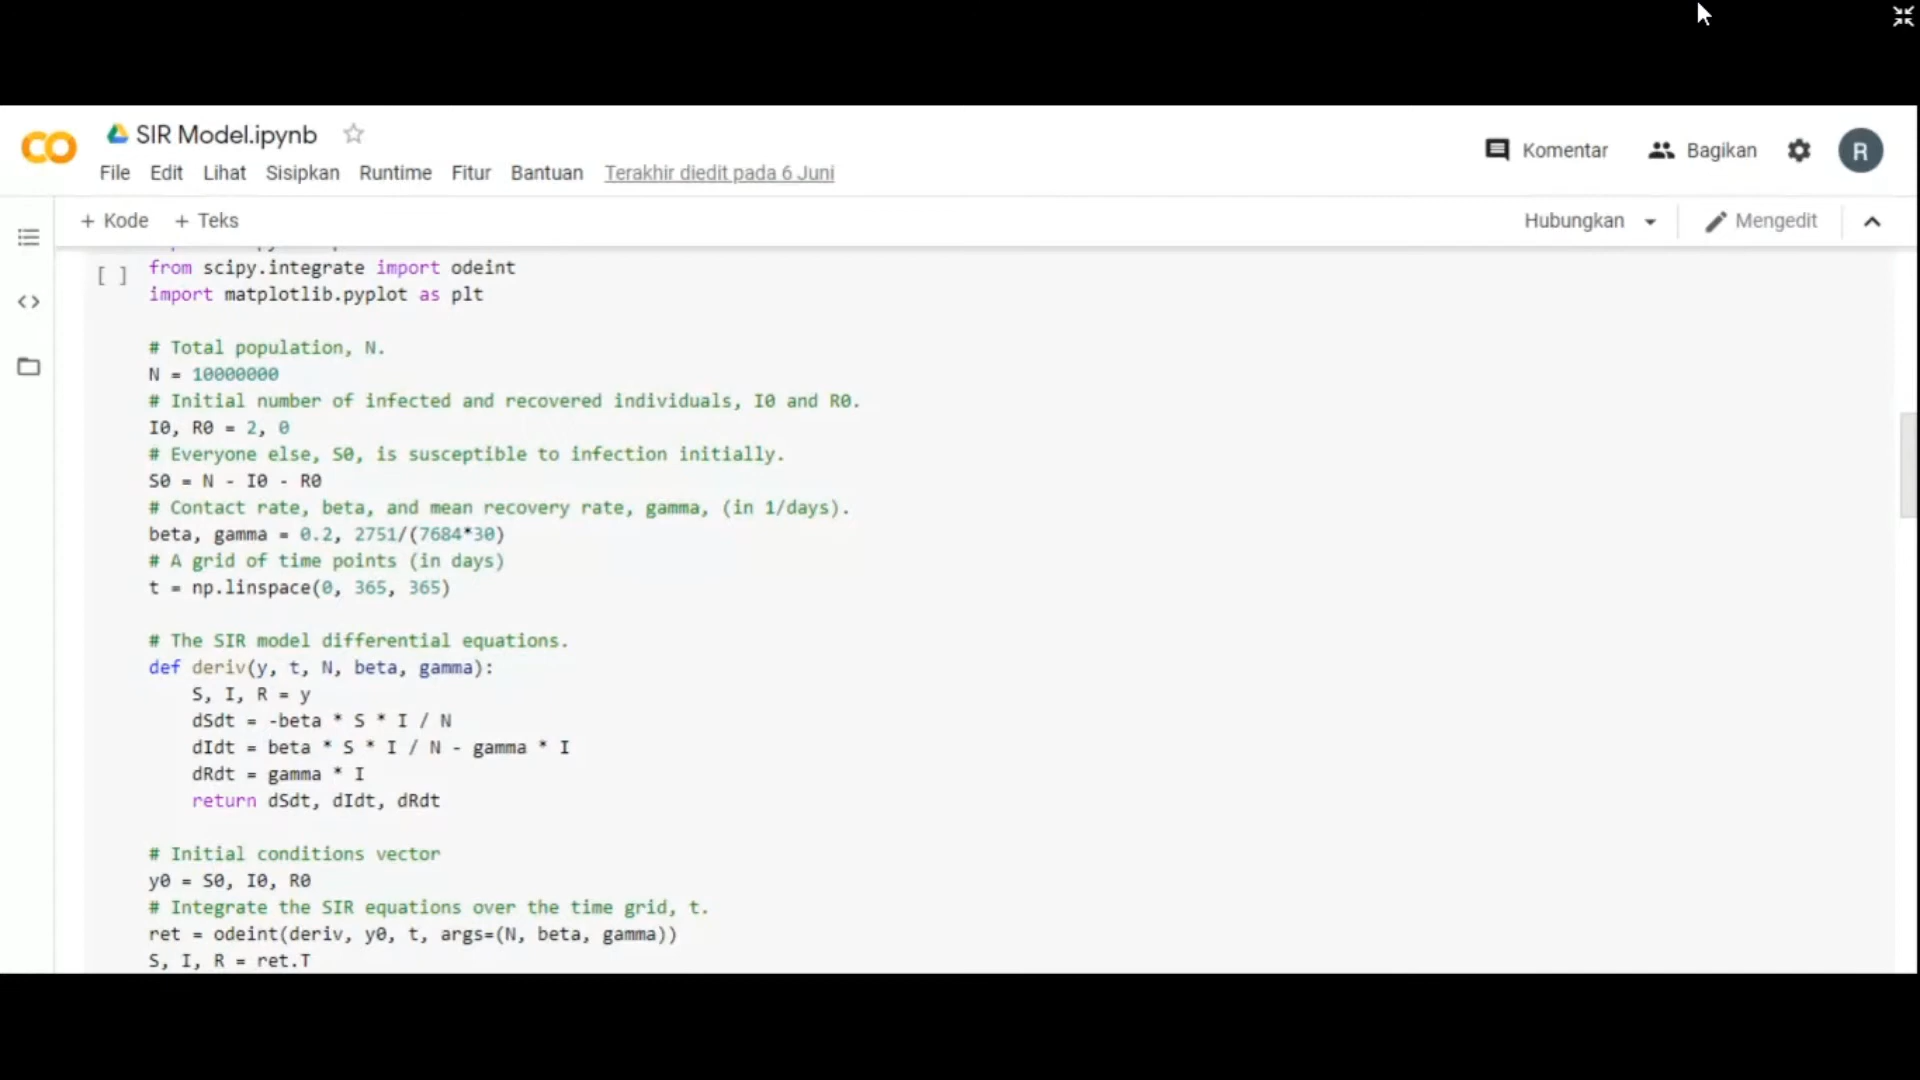 SIR Model.ipynb
File Edit Lihat Sisipkan Runtime Fitur Bantuan Terakhir diedit pada 6 Juni
Komentar Bagikan R
+ Kode + Teks
Hubungkan Mengedit
[ ] from scipy.integrate import odeint
import matplotlib.pyplot as plt
# Total population, N.
N = 10000000
# Initial number of infected and recovered individuals, I0 and R0.
I0, R0 = 2, 0
# Everyone else, S0, is susceptible to infection initially.
S0 = N - I0 - R0
# Contact rate, beta, and mean recovery rate, gamma, (in 1/days).
beta, gamma = 0.2, 2751/(7684*30)
# A grid of time points (in days)
t = np.linspace(0, 365, 365)
# The SIR model differential equations.
def deriv(y, t, N, beta, gamma):
    S, I, R = y
    dSdt = -beta * S * I / N
    dIdt = beta * S * I / N - gamma * I
    dRdt = gamma * I
    return dSdt, dIdt, dRdt
# Initial conditions vector
y0 = S0, I0, R0
# Integrate the SIR equations over the time grid, t.
ret = odeint(deriv, y0, t, args=(N, beta, gamma))
S, I, R = ret.T